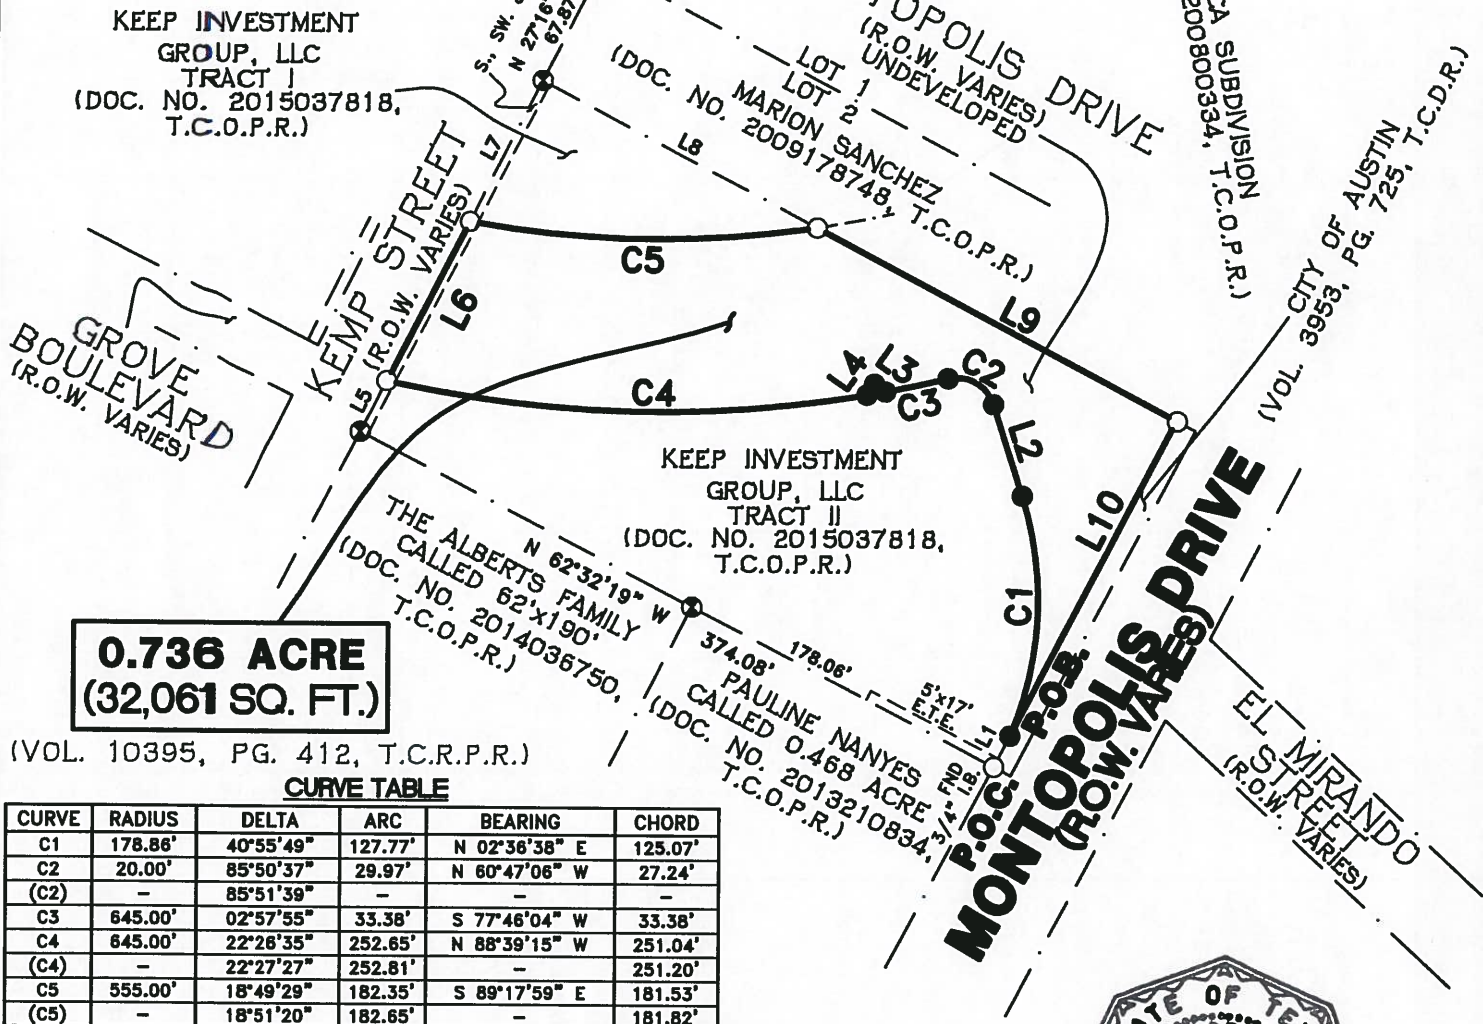 KEEP INVESTMENT
GROUP, LLC
TRACT I
(DOC. NO. 2015037818,
T.C.O.P.R.)
S., SW.
N 27°16'
67.87
L7
L8
(R.O.W. VARIES)
UNDEVELOPED
DRIVE
LOT 1
LOT 2
MARION SANCHEZ
(DOC. NO. 2009178748, T.C.O.P.R.)
CA SUBDIVISION
200800334, T.C.O.P.R.)
CITY OF AUSTIN
(VOL. 3953, PG. 725, T.C.D.R.)
KEMP STREET
(R.O.W. VARIES)
GROVE
BOULEVARD
(R.O.W. VARIES)
C5
L6
L9
C4
L4
L3
C3
C2
L2
L5
L10
C1
KEEP INVESTMENT
GROUP, LLC
TRACT II
(DOC. NO. 2015037818,
T.C.O.P.R.)
THE ALBERTS FAMILY
CALLED 62'x190'
(DOC. NO. 2014036750,
T.C.O.P.R.)
N 62°32'19" W
374.08'
178.06'
5'x17'
E.T.E.
L1
P.O.B.
3/4" FND
I.B.
P.O.C.
PAULINE NANYES
CALLED 0.468 ACRE
(DOC. NO. 2013210834,
T.C.O.P.R.)
MONTOPOLIS DRIVE
(R.O.W. VARIES)
EL MIRANDO
STREET
(R.O.W. VARIES)
0.736 ACRE
(32,061 SQ. FT.)
(VOL. 10395, PG. 412, T.C.R.P.R.)
CURVE TABLE
CURVE RADIUS DELTA ARC BEARING CHORD
C1 178.86' 40°55'49" 127.77' N 02°36'38" E 125.07'
C2 20.00' 85°50'37" 29.97' N 60°47'06" W 27.24'
(C2) - 85°51'39" - - -
C3 645.00' 02°57'55" 33.38' S 77°46'04" W 33.38'
C4 645.00' 22°26'35" 252.65' N 88°39'15" W 251.04'
(C4) - 22°27'27" 252.81' - 251.20'
C5 555.00' 18°49'29" 182.35' S 89°17'59" E 181.53'
(C5) - 18°51'20" 182.65' - 181.82'
OF